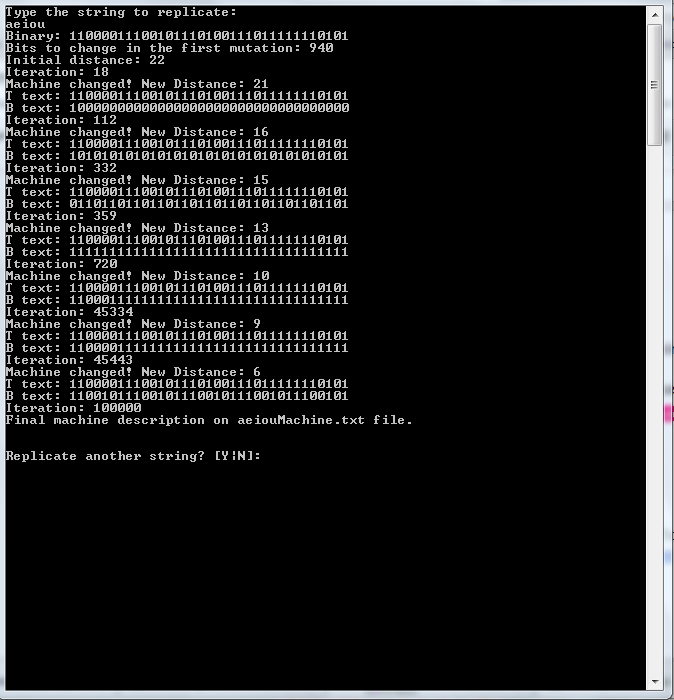 Type the string to replicate:
aeiou
Binary: 11000011100101110100111011111110101
Bits to change in the first mutation: 940
Initial distance: 22
Iteration: 18
Machine changed! New Distance: 21
T text: 11000011100101110100111011111110101
B text: 10000000000000000000000000000000000
Iteration: 112
Machine changed! New Distance: 16
T text: 11000011100101110100111011111110101
B text: 10101010101010101010101010101010101
Iteration: 332
Machine changed! New Distance: 15
T text: 11000011100101110100111011111110101
B text: 01101101101101101101101101101101101
Iteration: 359
Machine changed! New Distance: 13
T text: 11000011100101110100111011111110101
B text: 11111111111111111111111111111111111
Iteration: 720
Machine changed! New Distance: 10
T text: 11000011100101110100111011111110101
B text: 11000111111111111111111111111111111
Iteration: 45334
Machine changed! New Distance: 9
T text: 11000011100101110100111011111110101
B text: 11000011111111111111111111111111111
Iteration: 45443
Machine changed! New Distance: 6
T text: 11000011100101110100111011111110101
B text: 11001011100101110010111001011100101
Iteration: 100000
Final machine description on aeiouMachine.txt file.
Replicate another string? [Y¦N]: